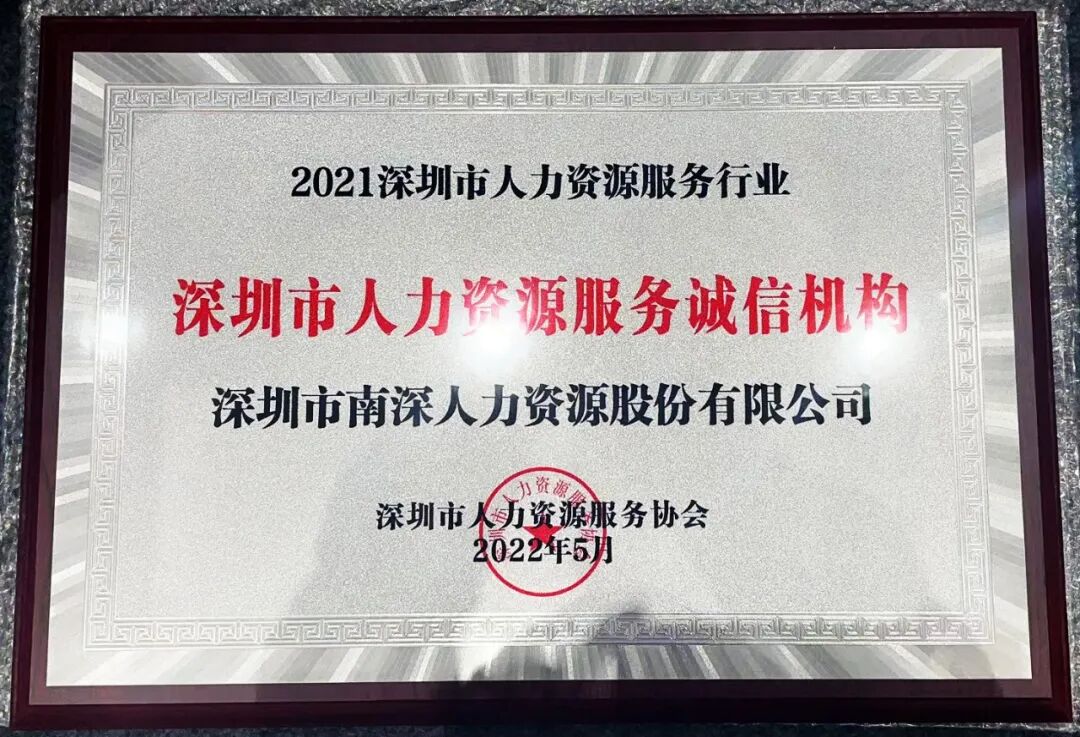 2021深圳市人力资源服务行业
深圳市人力资源服务诚信机构
深圳市南深人力资源股份有限公司
深圳市人力资源服务协会
2022年5月